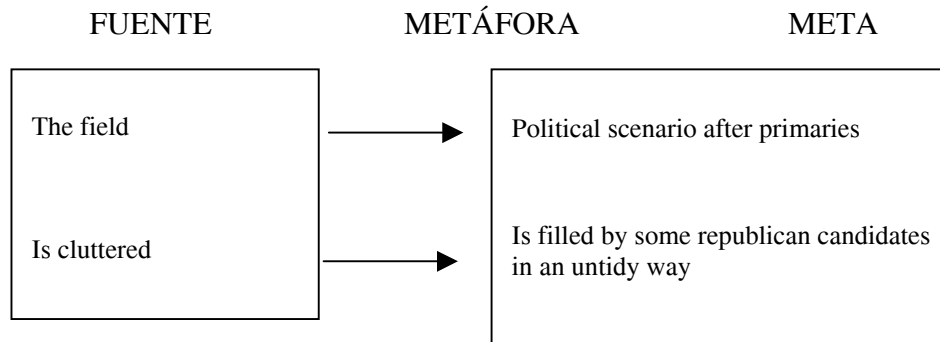 FUENTE METÁFORA META
The field
Political scenario after primaries
Is cluttered
Is filled by some republican candidates
in an untidy way